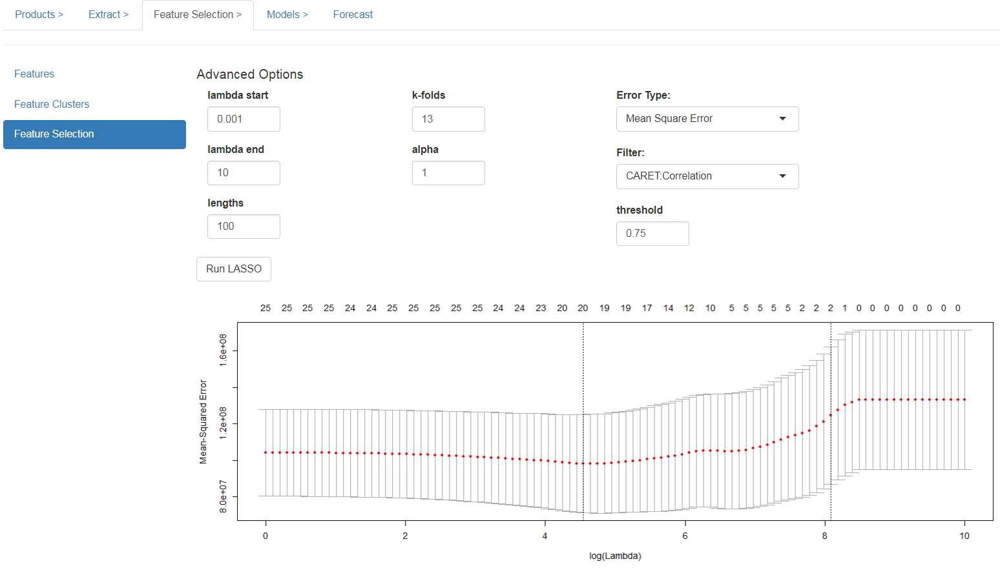 Products > Extract > Feature Selection > Models > Forecast
Features
Feature Clusters
Feature Selection
Advanced Options
lambda start k-folds Error Type:
0.001 13 Mean Square Error
lambda end alpha Filter:
10 1 CARET:Correlation
lengths threshold
100 0.75
Run LASSO
25 25 25 25 24 24 25 25 25 25 25 24 24 23 20 20 19 19 17 14 12 10 5 5 5 5 5 2 2 2 1 0 0 0 0 0 0 0 0
Mean-Squared Error
1.6e+08
1.2e+08
8.0e+07
0 2 4 6 8 10
log(Lambda)